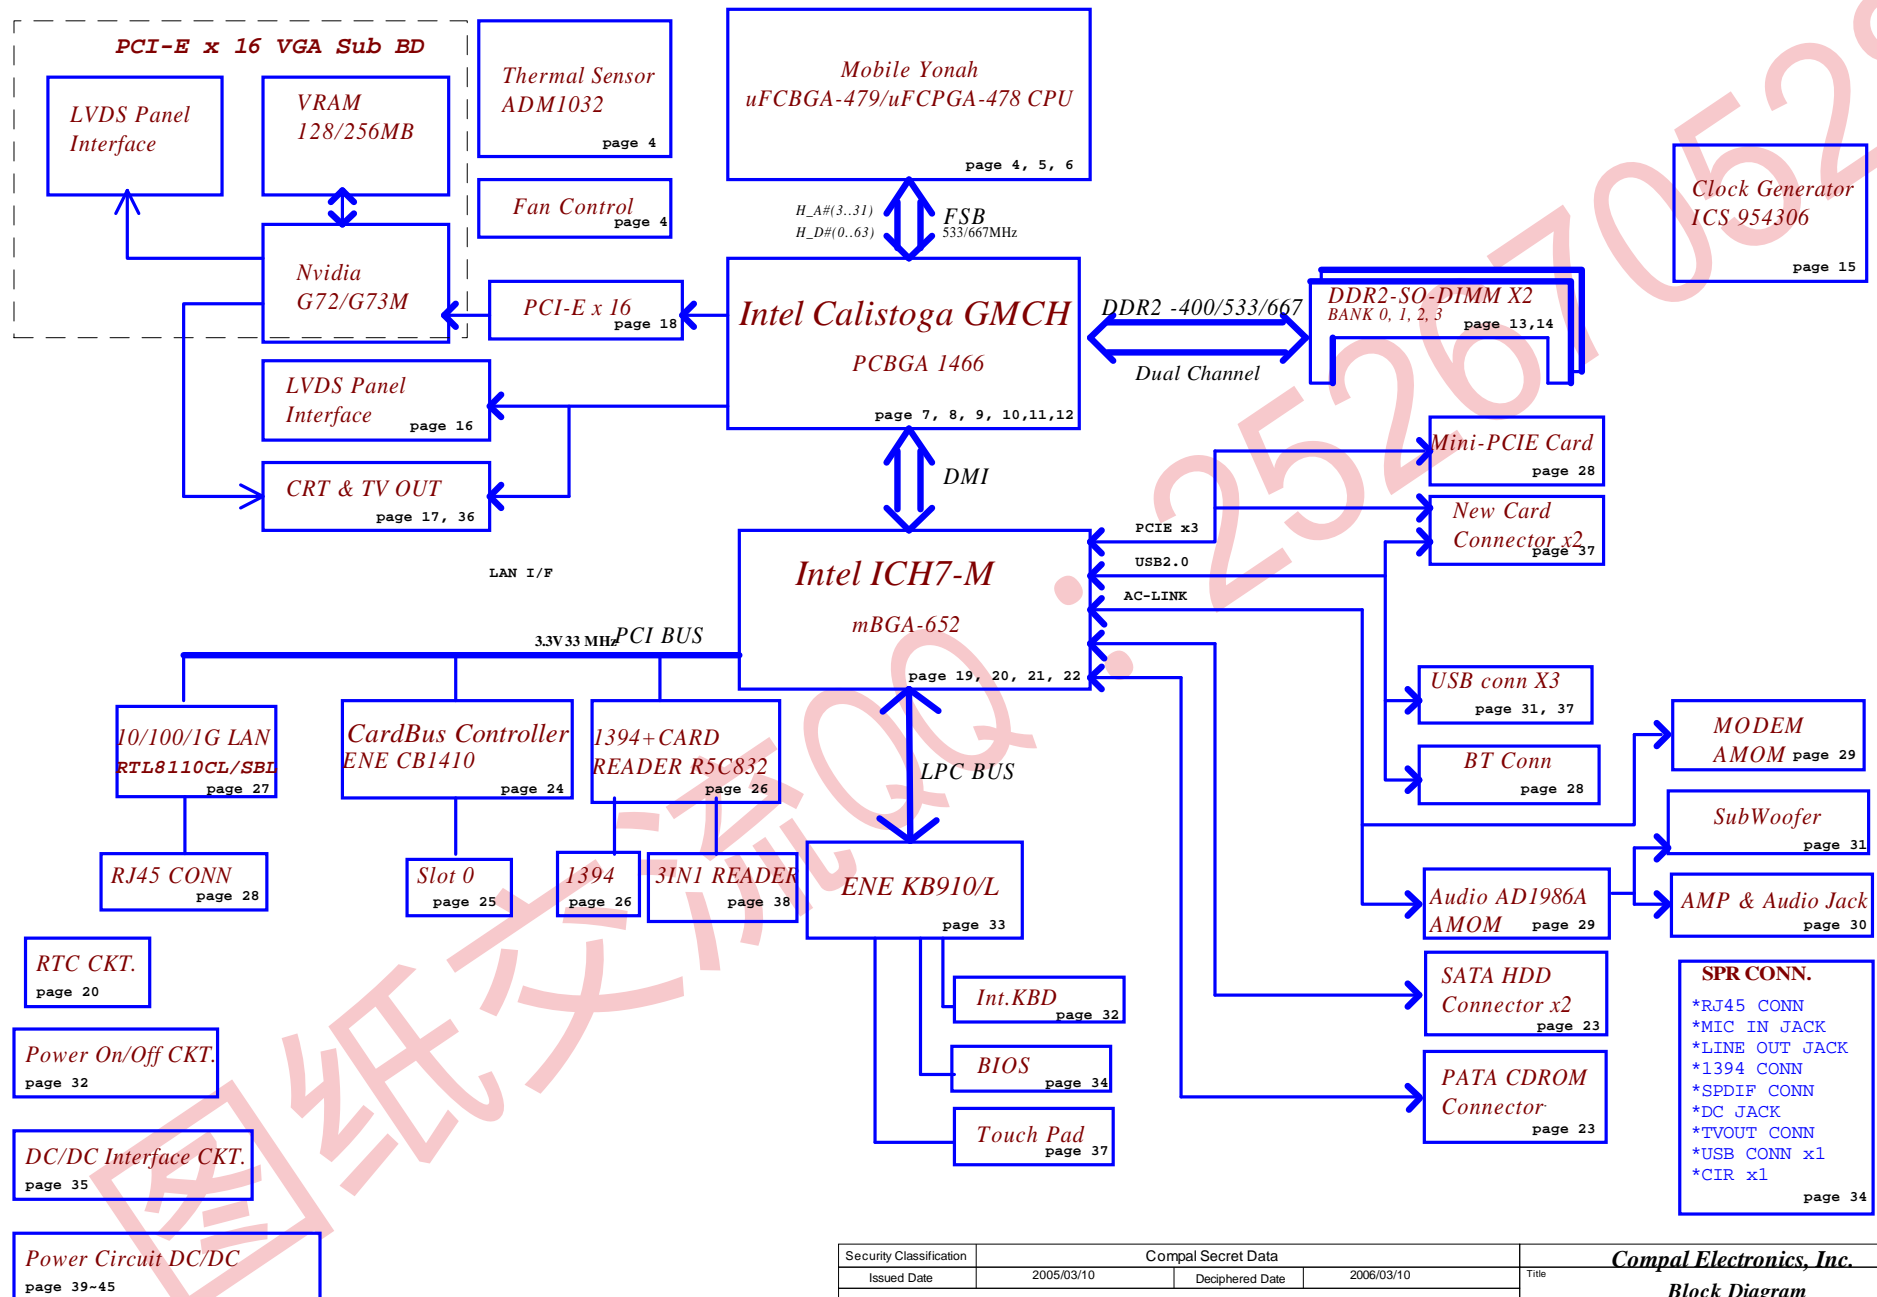 PCI-E x 16 VGA Sub BD
LVDS Panel
Interface
VRAM
128/256MB
Nvidia
G72/G73M
Thermal Sensor
ADM1032
page 4
Fan Control
page 4
Mobile Yonah
uFCBGA-479/uFCPGA-478 CPU
page 4, 5, 6
H_A#(3..31)
H_D#(0..63)
FSB
533/667MHz
Clock Generator
ICS 954306
page 15
PCI-E x 16
page 18
Intel Calistoga GMCH
PCBGA 1466
page 7, 8, 9, 10,11,12
DDR2 -400/533/667
Dual Channel
DDR2-SO-DIMM X2
BANK 0, 1, 2, 3
page 13,14
LVDS Panel
Interface
page 16
CRT & TV OUT
page 17, 36
DMI
Mini-PCIE Card
page 28
New Card
Connector x2
page 37
LAN I/F
Intel ICH7-M
mBGA-652
page 19, 20, 21, 22
PCIE x3
USB2.0
AC-LINK
3.3V 33 MHz
PCI BUS
USB conn X3
page 31, 37
BT Conn
page 28
MODEM
AMOM page 29
SubWoofer
page 31
Audio AD1986A
AMOM page 29
AMP & Audio Jack
page 30
10/100/1G LAN
RTL8110CL/SBL
page 27
CardBus Controller
ENE CB1410
page 24
1394+CARD
READER R5C832
page 26
LPC BUS
RJ45 CONN
page 28
Slot 0
page 25
1394
page 26
3IN1 READER
page 38
ENE KB910/L
page 33
RTC CKT.
page 20
Power On/Off CKT.
page 32
DC/DC Interface CKT.
page 35
Power Circuit DC/DC
page 39~45
Int.KBD
page 32
BIOS
page 34
Touch Pad
page 37
SATA HDD
Connector x2
page 23
PATA CDROM
Connector
page 23
SPR CONN.
*RJ45 CONN
*MIC IN JACK
*LINE OUT JACK
*1394 CONN
*SPDIF CONN
*DC JACK
*TVOUT CONN
*USB CONN x1
*CIR x1
page 34
Security Classification
Compal Secret Data
Issued Date
2005/03/10
Deciphered Date
2006/03/10
Compal Electronics, Inc.
Title
Block Diagram
图纸交流QQ：25267052